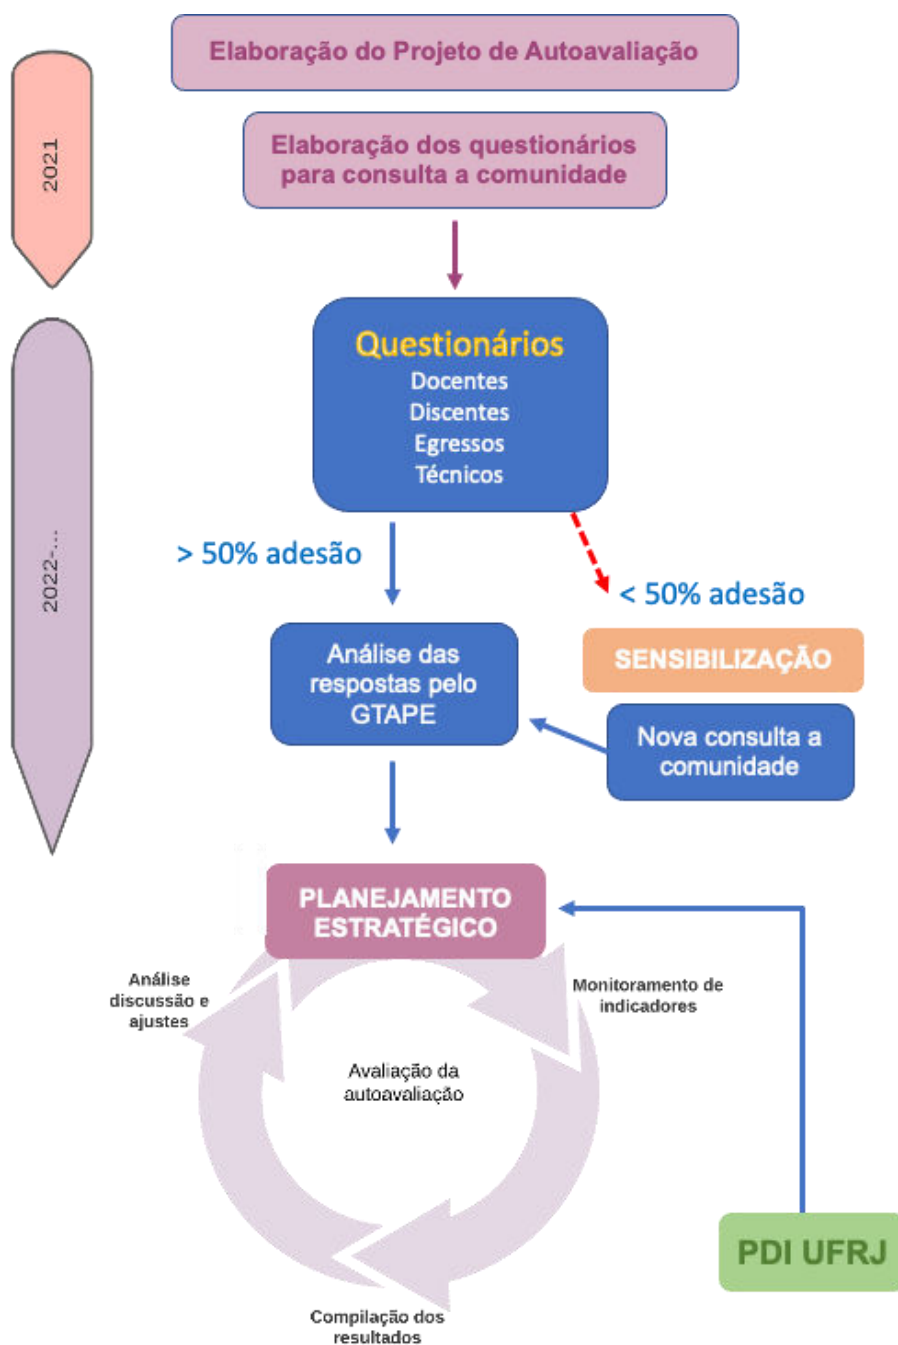 Elaboração do Projeto de Autoavaliação
2021
Elaboração dos questionários
para consulta a comunidade
Questionários
Docentes
Discentes
Egressos
Técnicos
2022-...
> 50% adesão
< 50% adesão
Análise das
respostas pelo
GTAPE
SENSIBILIZAÇÃO
Nova consulta a
comunidade
PLANEJAMENTO
ESTRATÉGICO
Análise
discussão e
ajustes
Monitoramento de
indicadores
Avaliação da
autoavaliação
PDI UFRJ
Compilação dos
resultados